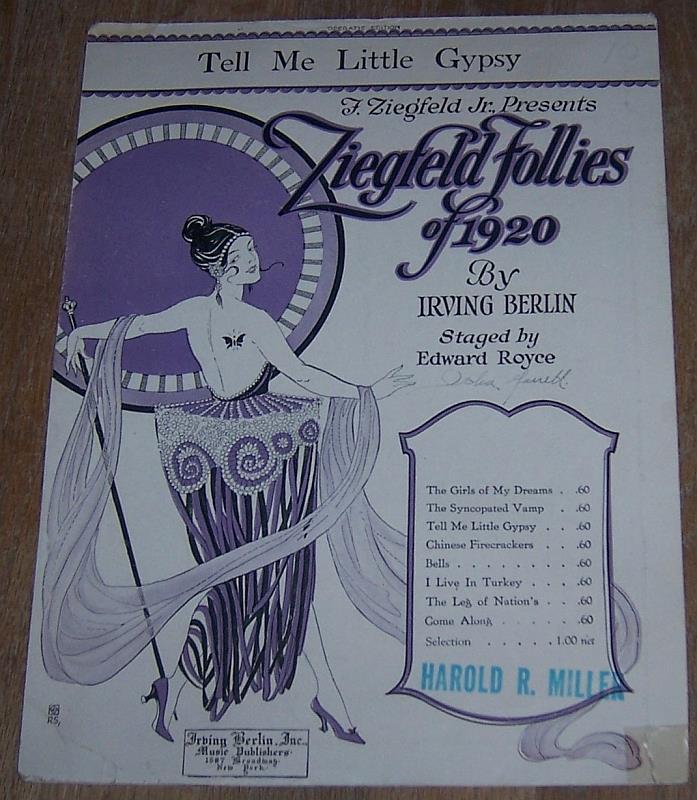 OPERATIC EDITION
Tell Me Little Gypsy
F. Ziegfeld Jr., Presents
Ziegfeld Follies
of 1920
By
IRVING BERLIN
Staged by
Edward Royce
The Girls of My Dreams . .60
The Syncopated Vamp . .60
Tell Me Little Gypsy . . .60
Chinese Firecrackers . . .60
Bells . . . . . . . . .60
I Live In Turkey . . . .60
The Leg of Nation's . . .60
Come Along . . . . . .60
Selection . . . . . 1.00 net
HAROLD R. MILLER
RS,
Irving Berlin, Inc.
Music Publishers
1587 Broadway
New York